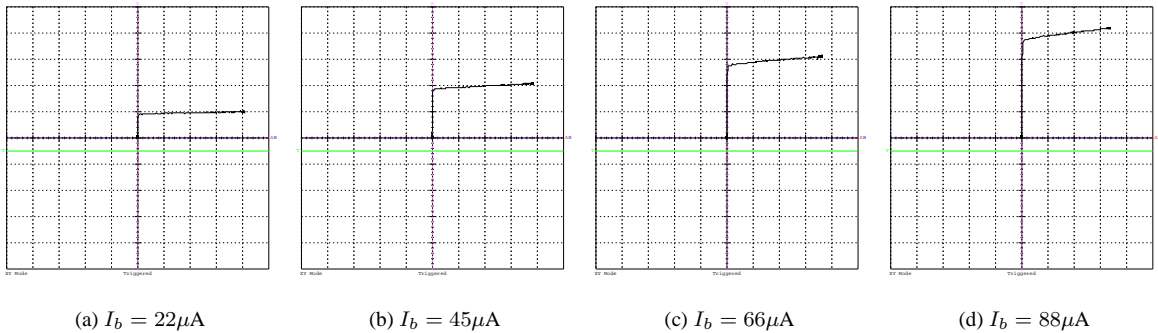 XY Mode
Triggered
XY Mode
Triggered
XY Mode
Triggered
XY Mode
Triggered
(a) I_b = 22μA
(b) I_b = 45μA
(c) I_b = 66μA
(d) I_b = 88μA